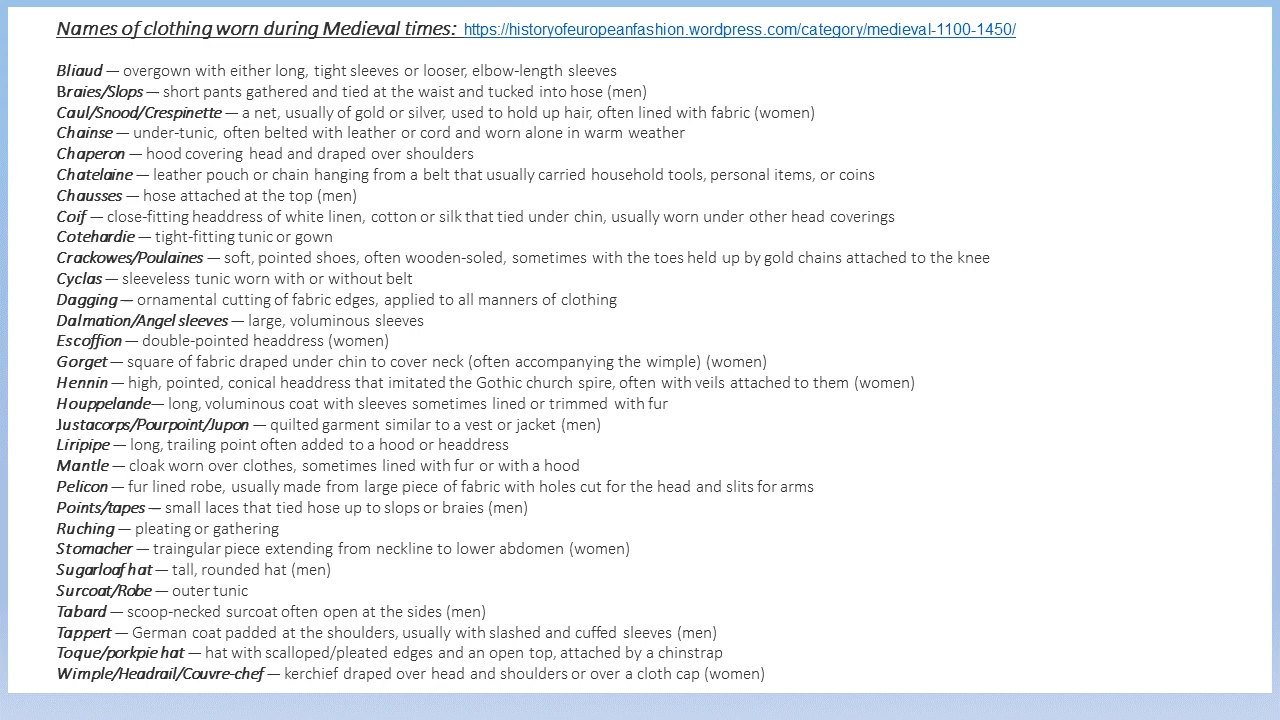 Names of clothing worn during Medieval times: https://historyofeuropeanfashion.wordpress.com/category/medieval-1100-1450/
Bliaud — overgown with either long, tight sleeves or looser, elbow-length sleeves
Braies/Slops — short pants gathered and tied at the waist and tucked into hose (men)
Caul/Snood/Crespinette — a net, usually of gold or silver, used to hold up hair, often lined with fabric (women)
Chainse — under-tunic, often belted with leather or cord and worn alone in warm weather
Chaperon — hood covering head and draped over shoulders
Chatelaine — leather pouch or chain hanging from a belt that usually carried household tools, personal items, or coins
Chausses — hose attached at the top (men)
Coif — close-fitting headdress of white linen, cotton or silk that tied under chin, usually worn under other head coverings
Cotehardie — tight-fitting tunic or gown
Crackowes/Poulaines — soft, pointed shoes, often wooden-soled, sometimes with the toes held up by gold chains attached to the knee
Cyclas — sleeveless tunic worn with or without belt
Dagging — ornamental cutting of fabric edges, applied to all manners of clothing
Dalmation/Angel sleeves — large, voluminous sleeves
Escoffion — double-pointed headdress (women)
Gorget — square of fabric draped under chin to cover neck (often accompanying the wimple) (women)
Hennin — high, pointed, conical headdress that imitated the Gothic church spire, often with veils attached to them (women)
Houppelande— long, voluminous coat with sleeves sometimes lined or trimmed with fur
Justacorps/Pourpoint/Jupon — quilted garment similar to a vest or jacket (men)
Liripipe — long, trailing point often added to a hood or headdress
Mantle — cloak worn over clothes, sometimes lined with fur or with a hood
Pelicon — fur lined robe, usually made from large piece of fabric with holes cut for the head and slits for arms
Points/tapes — small laces that tied hose up to slops or braies (men)
Ruching — pleating or gathering
Stomacher — traingular piece extending from neckline to lower abdomen (women)
Sugarloaf hat — tall, rounded hat (men)
Surcoat/Robe — outer tunic
Tabard — scoop-necked surcoat often open at the sides (men)
Tappert — German coat padded at the shoulders, usually with slashed and cuffed sleeves (men)
Toque/porkpie hat — hat with scalloped/pleated edges and an open top, attached by a chinstrap
Wimple/Headrail/Couvre-chef — kerchief draped over head and shoulders or over a cloth cap (women)